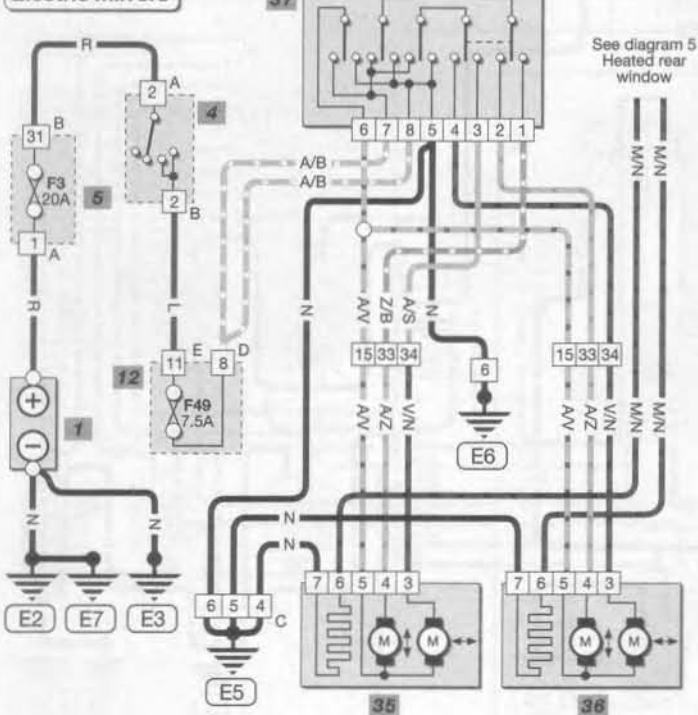 37
See diagram 5
Heated rear
window
R
2 A
4
31 B
F3
20A
5
1 A
2 B
6 7 8 5 4 3 2 1
A/B
A/B
M/N
M/N
R
L
N
A/V
Z/B
A/S
N
12
11 E
8 D
F49
7.5A
15 33 34
15 33 34
6
E6
+
−
1
A/V
A/Z
V/N
A/V
A/Z
V/N
M/N
M/N
N
N
N
N
E2
E7
E3
6 5 4 C
E5
7 6 5 4 3
7 6 5 4 3
M
M
M
M
35
36